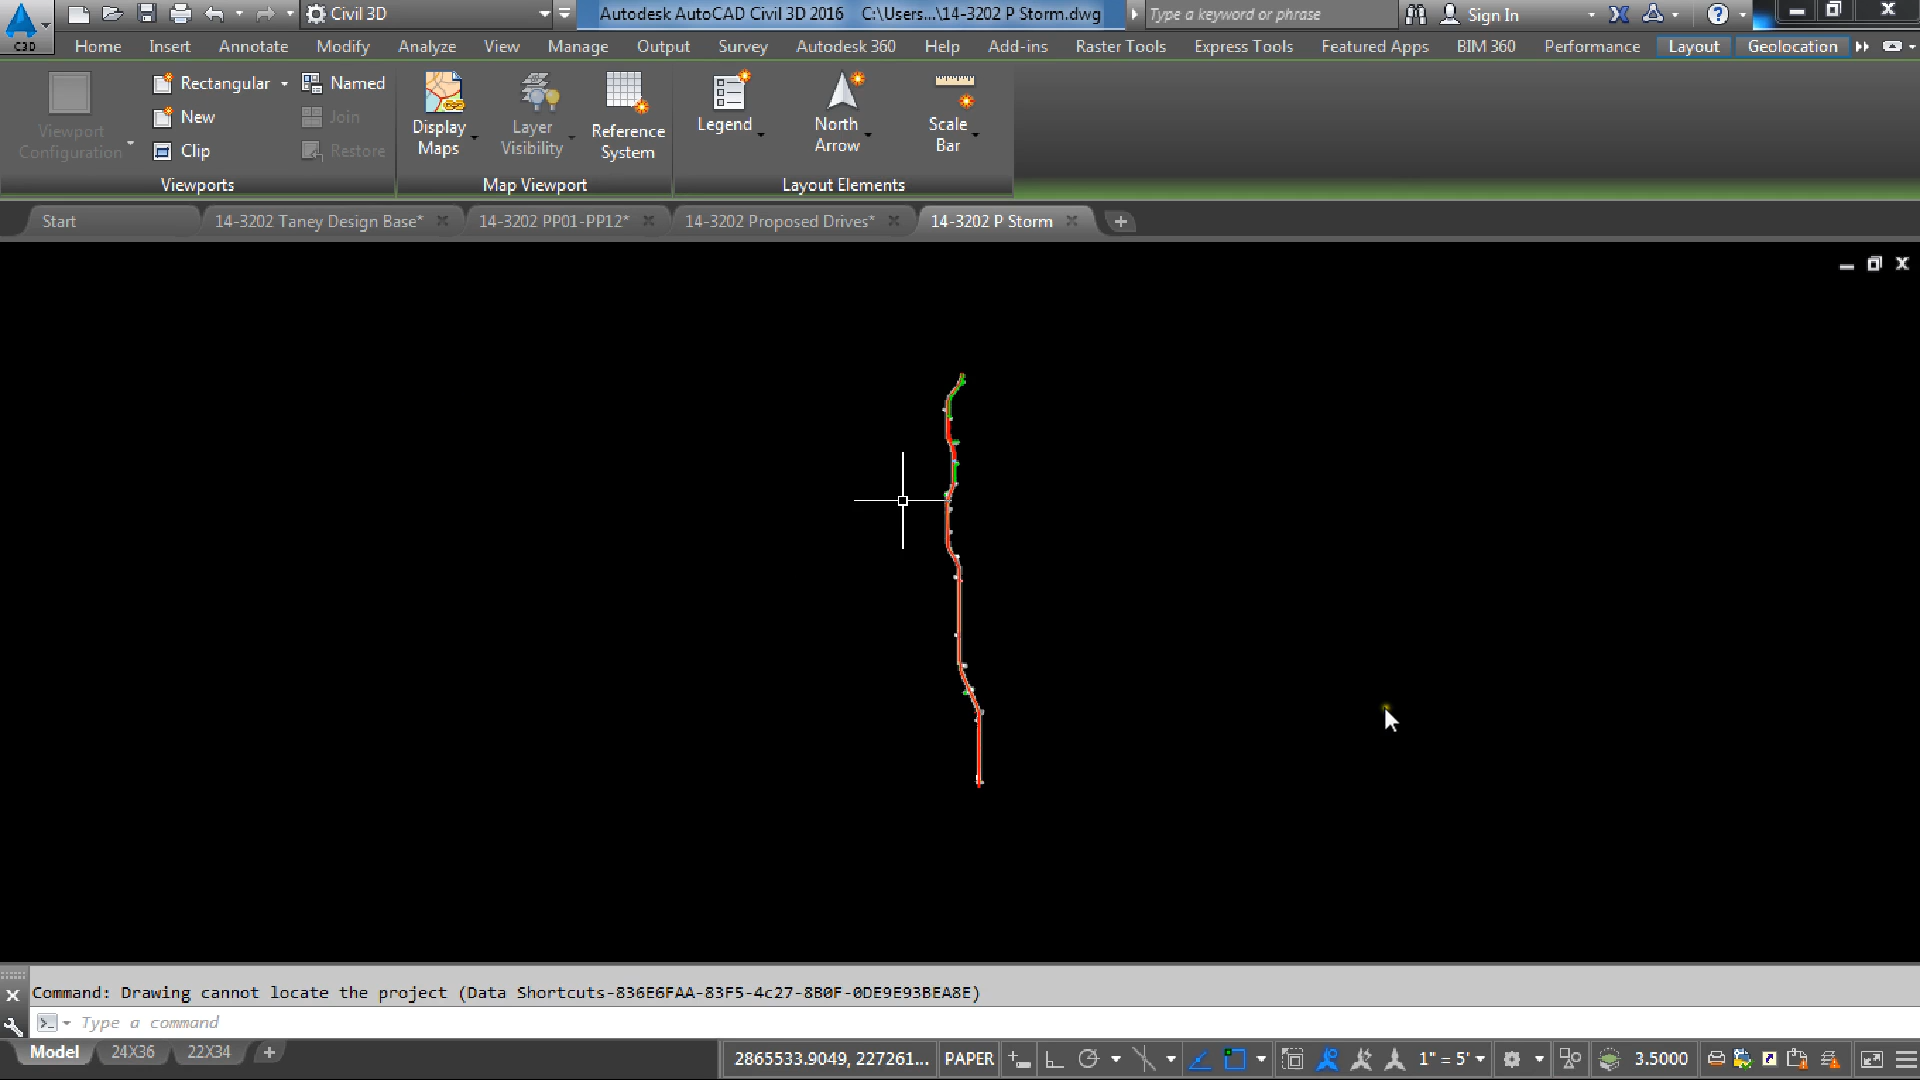 C3D
Civil 3D
Autodesk AutoCAD Civil 3D 2016 C:\Users...\14-3202 P Storm.dwg
Type a keyword or phrase
Sign In
Home Insert Annotate Modify Analyze View Manage Output Survey Autodesk 360 Help Add-ins Raster Tools Express Tools Featured Apps BIM 360 Performance Layout Geolocation
Viewport Configuration
Rectangular
New
Clip
Named
Join
Restore
Viewports
Display Maps
Layer Visibility
Reference System
Map Viewport
Legend
North Arrow
Scale Bar
Layout Elements
Start 14-3202 Taney Design Base* 14-3202 PP01-PP12* 14-3202 Proposed Drives* 14-3202 P Storm
Command: Drawing cannot locate the project (Data Shortcuts-836E6FAA-83F5-4c27-8B0F-0DE9E93BEA8E)
Type a command
Model 24X36 22X34
2865533.9049, 227261... PAPER 1" = 5' 3.5000